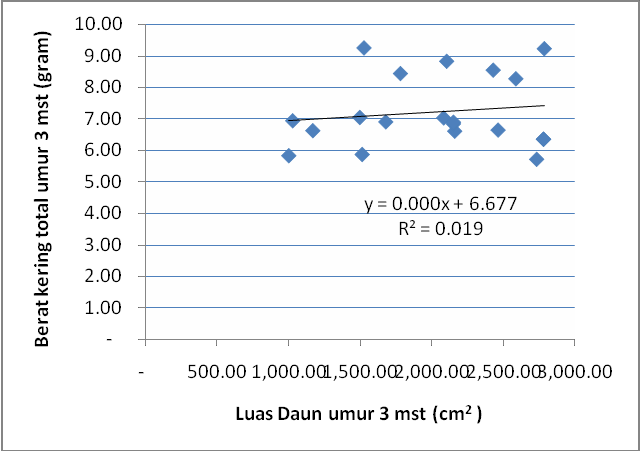 Berat kering total umur 3 mst (gram)
10.00
9.00
8.00
7.00
6.00
5.00
4.00
3.00
2.00
1.00
-
y = 0.000x + 6.677
R² = 0.019
- 500.00 1,000.00 1,500.00 2,000.00 2,500.00 3,000.00
Luas Daun umur 3 mst (cm² )